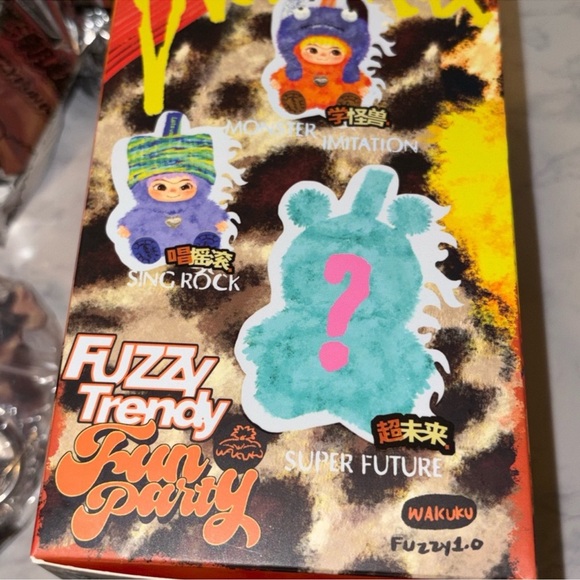 学怪兽
MONSTER IMITATION
唱摇滚
SING ROCK
?
超未来
SUPER FUTURE
FUZZY
Trendy
Fun
Party
WAKUKU
FUZZY1.0